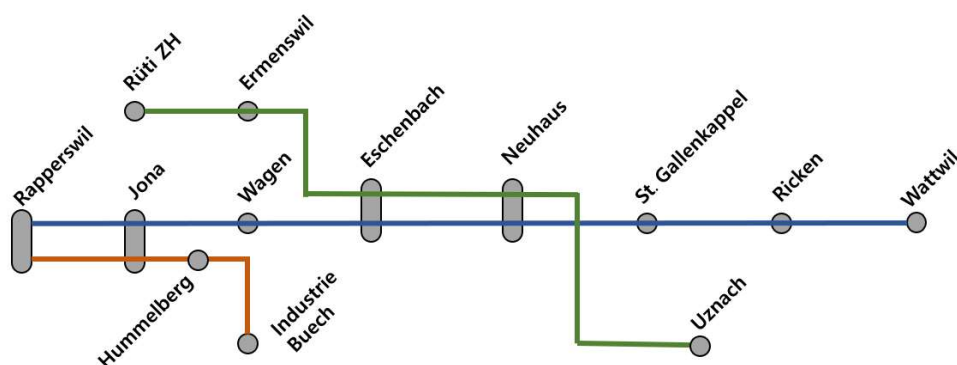 Rüti ZH
Ermenswil
Eschenbach
Neuhaus
Rapperswil
Jona
Wagen
St. Gallenkappel
Ricken
Wattwil
Hummelberg
Industrie
Buech
Uznach